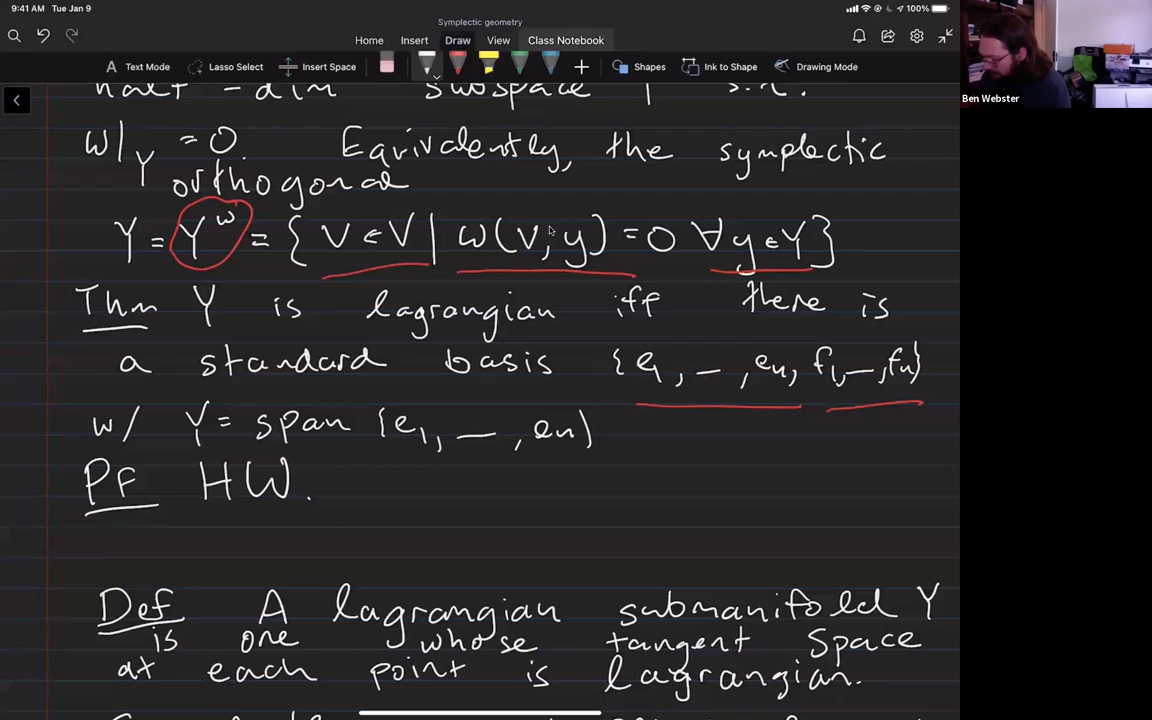 9:41 AM Tue Jan 9
100%
Symplectic geometry
Home Insert Draw View Class Notebook
Text Mode Lasso Select Insert Space Shapes Ink to Shape Drawing Mode
Ben Webster
half-dim subspace s.t.
ω|_Y = 0. Equivalently, the symplectic
orthogonal
Y = Y^ω = { v ∈ V | ω(v, y) = 0 ∀ y ∈ Y }
Thm Y is lagrangian iff there is
a standard basis {e1, _ , en, f1, _ , fn}
w/ Y = span {e1, _ , en}
PF HW.
Def A lagrangian submanifold Y
is one whose tangent space
at each point is lagrangian.